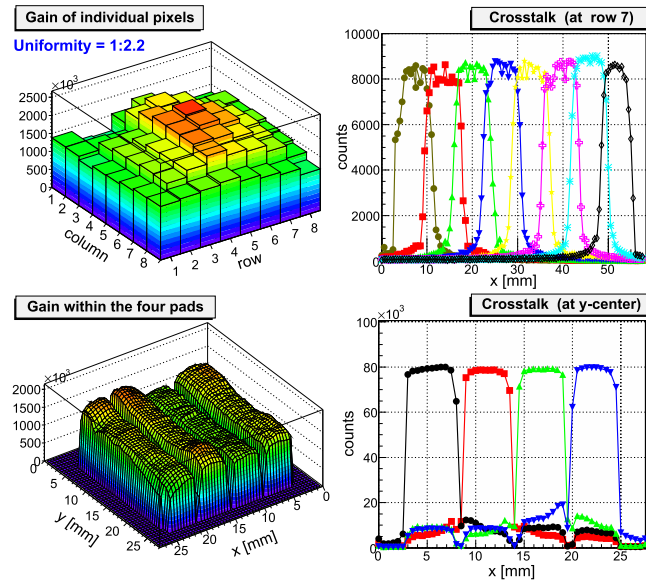 Gain of individual pixels
Uniformity = 1:2.2
×10³
2500
2000
1500
1000
500
0
1 2 3 4 5 6 7 8
column
1 2 3 4 5 6 7 8
row
Crosstalk (at row 7)
10000
8000
6000
4000
2000
0
counts
0 10 20 30 40 50
x [mm]
Gain within the four pads
×10³
2000
1500
1000
500
0
0 5 10 15 20 25
y [mm]
25 20 15 10 5 0
x [mm]
Crosstalk (at y-center)
×10³
100
80
60
40
20
0
counts
0 5 10 15 20 25
x [mm]